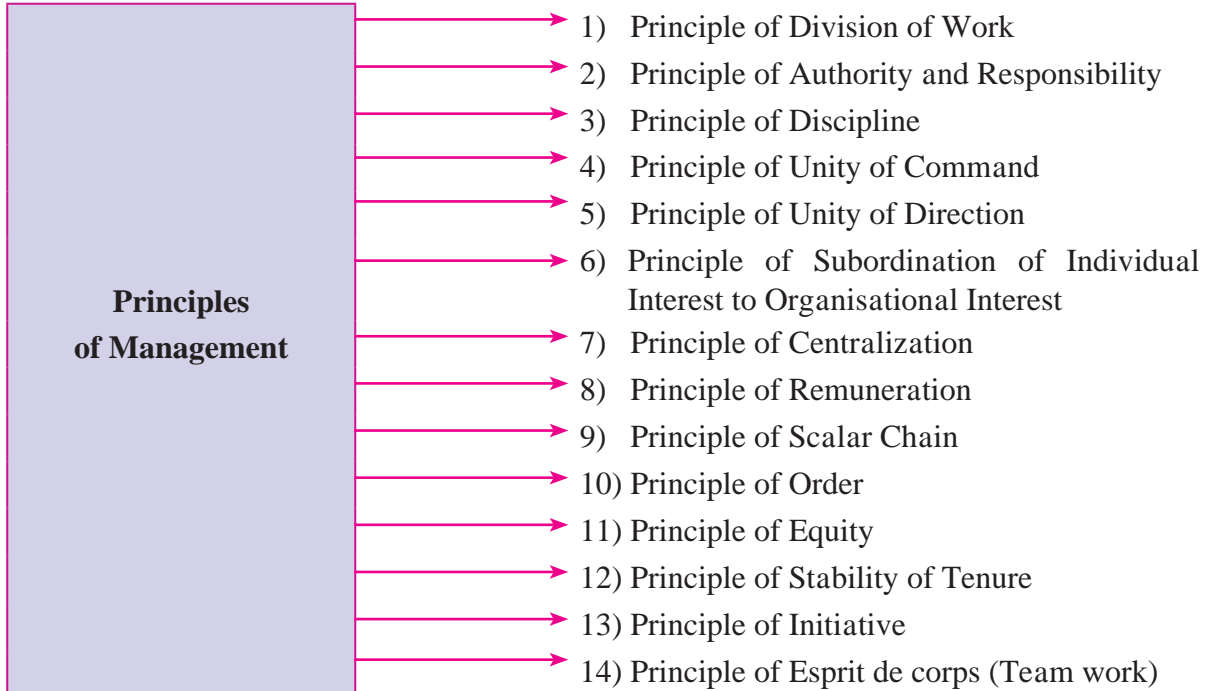 Principles
of Management
1) Principle of Division of Work
2) Principle of Authority and Responsibility
3) Principle of Discipline
4) Principle of Unity of Command
5) Principle of Unity of Direction
6) Principle of Subordination of Individual
Interest to Organisational Interest
7) Principle of Centralization
8) Principle of Remuneration
9) Principle of Scalar Chain
10) Principle of Order
11) Principle of Equity
12) Principle of Stability of Tenure
13) Principle of Initiative
14) Principle of Esprit de corps (Team work)